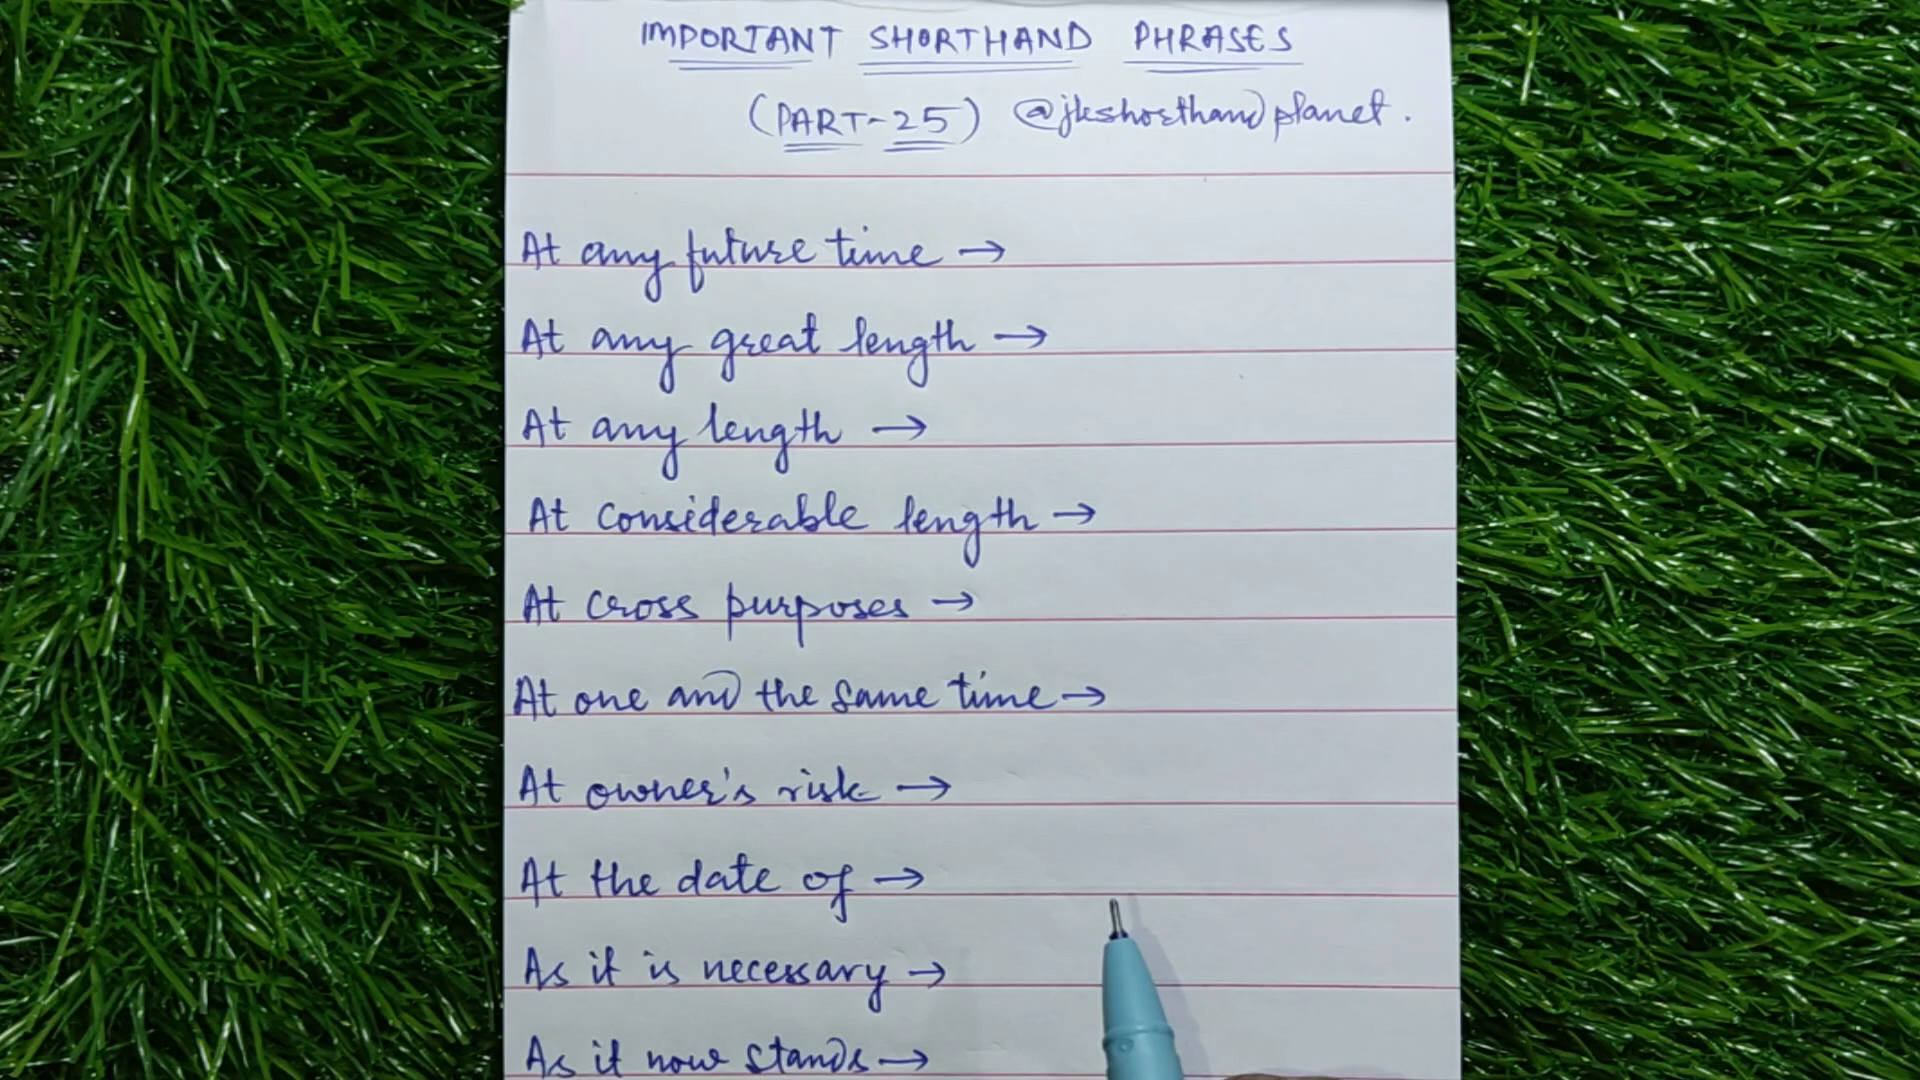 IMPORTANT SHORTHAND PHRASES
(PART-25) @jkshorthandplanet.
At any future time →
At any great length →
At any length →
At considerable length →
At cross purposes →
At one and the same time →
At owner's risk →
At the date of →
As it is necessary →
As it now stands →